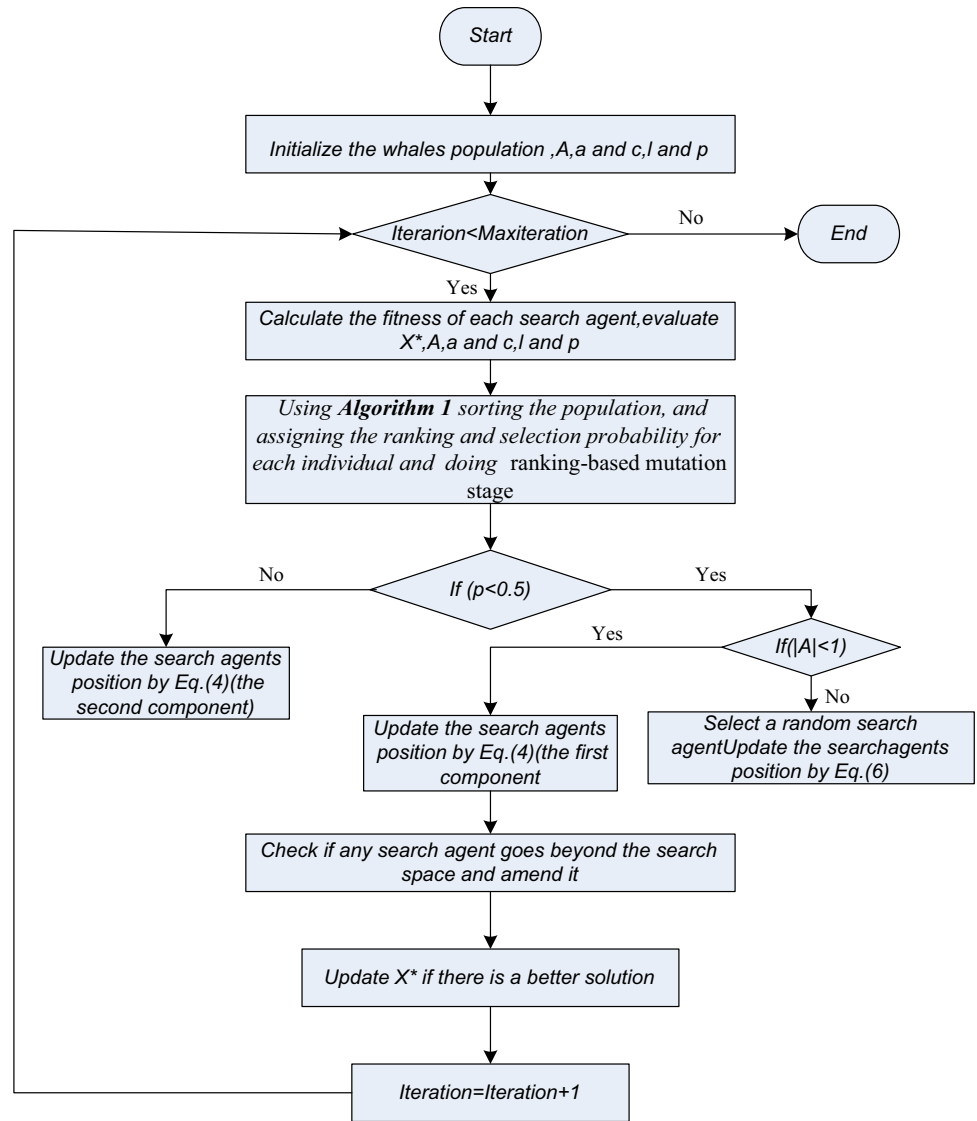 Start
Initialize the whales population ,A,a and c,l and p
Iterarion<Maxiteration
No
End
Yes
Calculate the fitness of each search agent,evaluate
X*,A,a and c,l and p
Using Algorithm 1 sorting the population, and
assigning the ranking and selection probability for
each individual and doing ranking-based mutation
stage
If (p<0.5)
No
Yes
Update the search agents
position by Eq.(4)(the
second component)
If(|A|<1)
Yes
No
Update the search agents
position by Eq.(4)(the first
component
Select a random search
agentUpdate the searchagents
position by Eq.(6)
Check if any search agent goes beyond the search
space and amend it
Update X* if there is a better solution
Iteration=Iteration+1